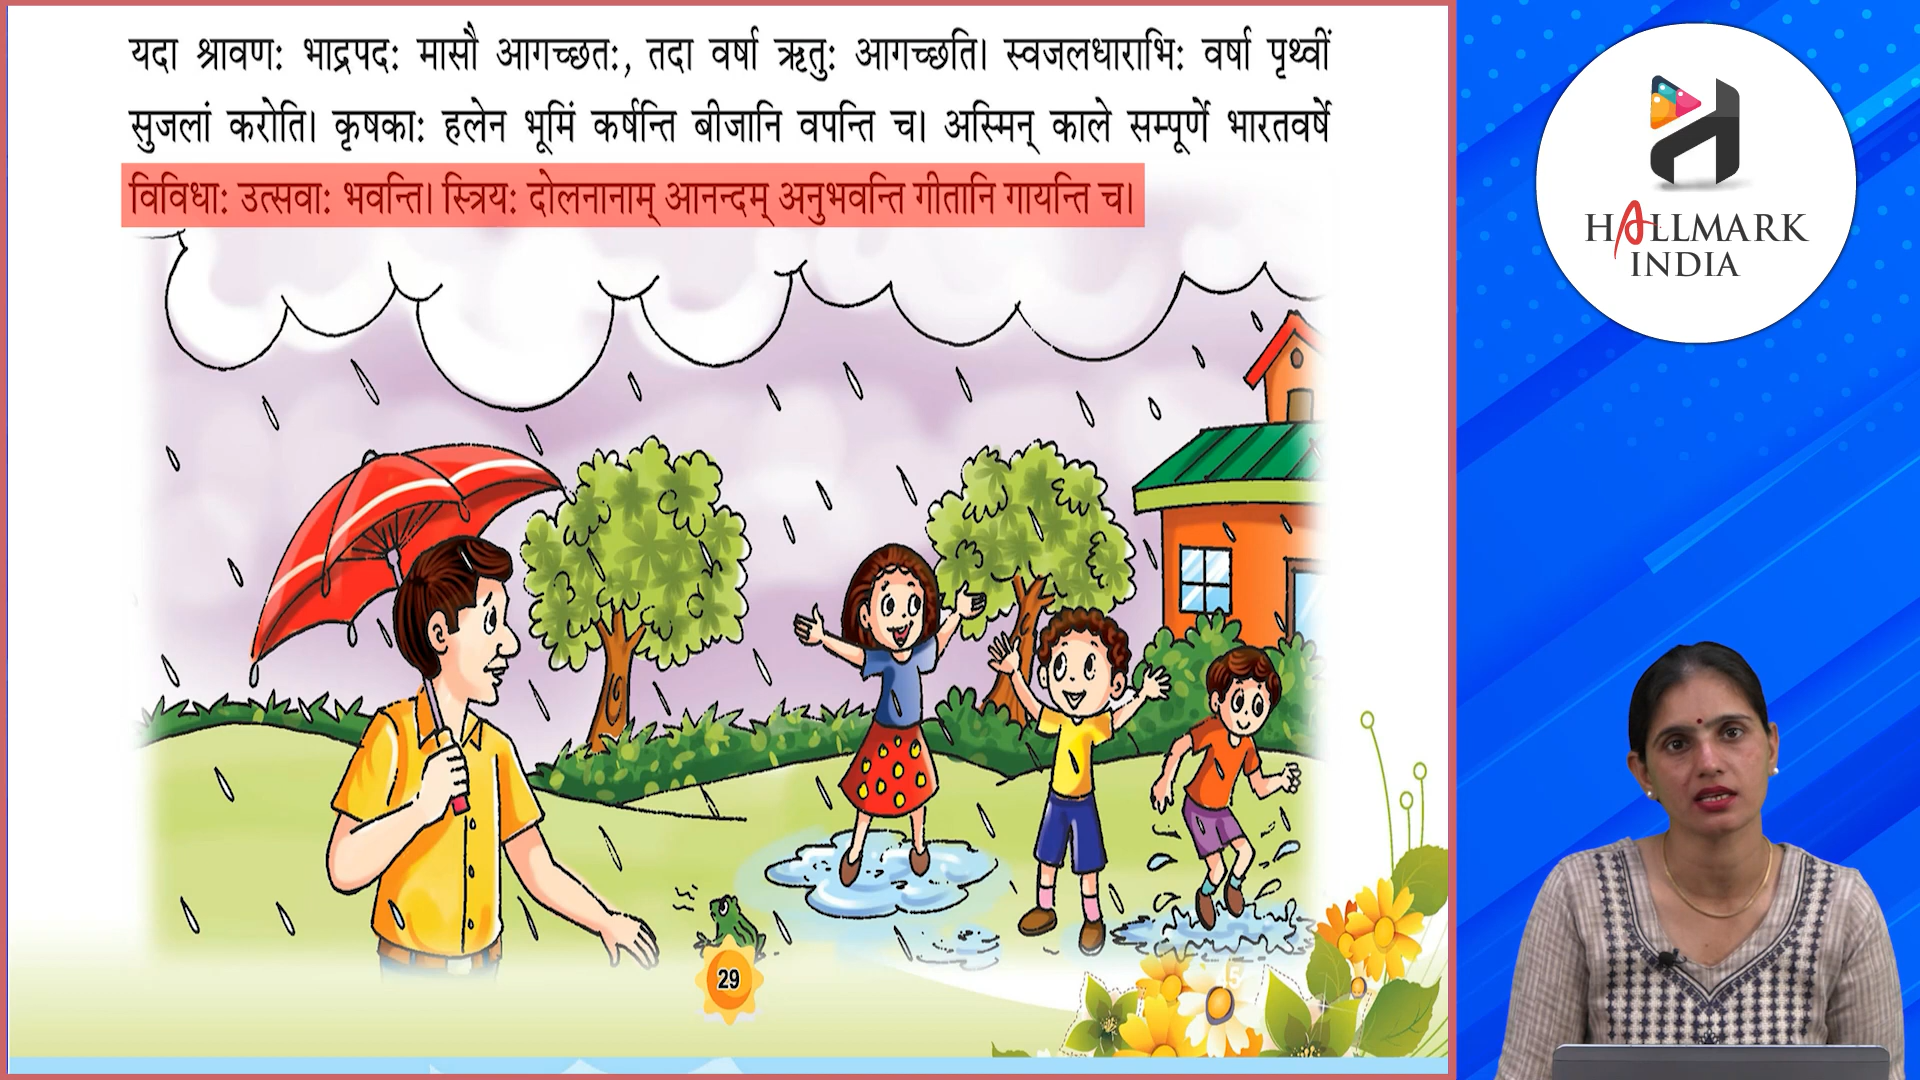 यदा श्रावण: भाद्रपद: मासौ आगच्छत:, तदा वर्षा ऋतु: आगच्छति। स्वजलधाराभि: वर्षा पृथ्वीं
सुजलां करोति। कृषका: हलेन भूमिं कर्षन्ति बीजानि वपन्ति च। अस्मिन् काले सम्पूर्णे भारतवर्षे
विविधा: उत्सवा: भवन्ति। स्त्रिय: दोलनानाम् आनन्दम् अनुभवन्ति गीतानि गायन्ति च।
HALLMARK
INDIA
29